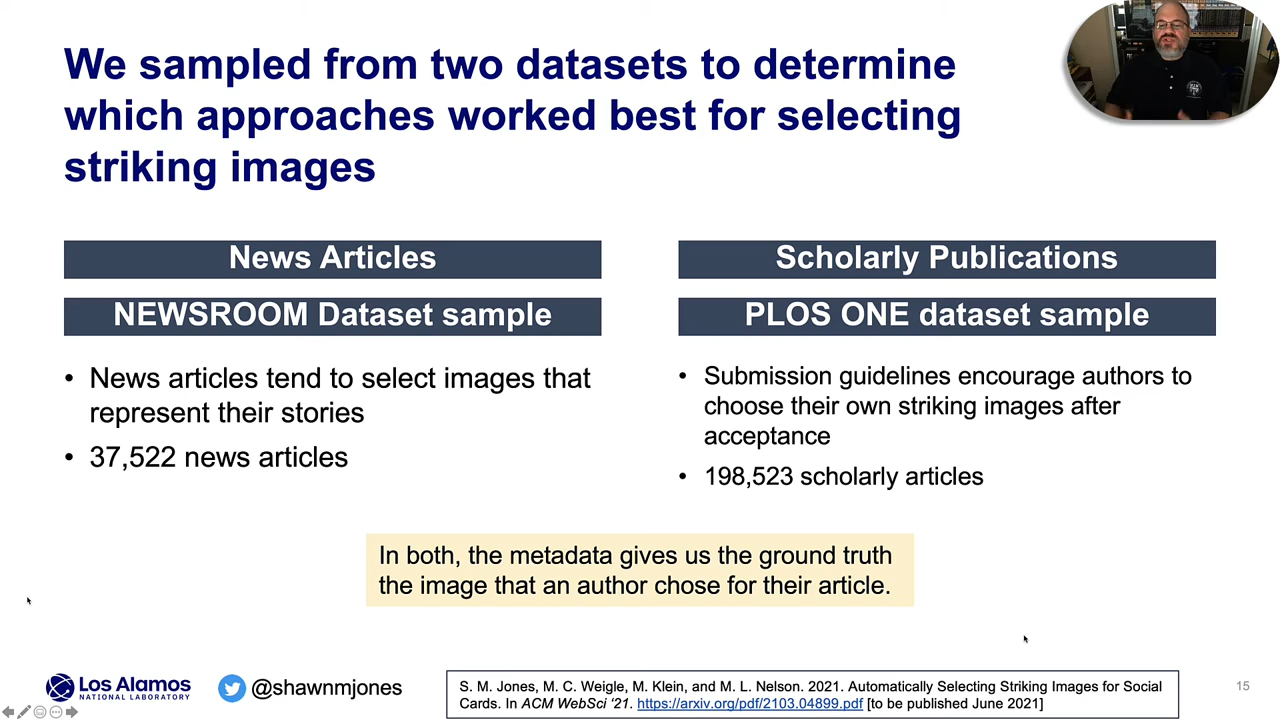 We sampled from two datasets to determine
which approaches worked best for selecting
striking images
News Articles
NEWSROOM Dataset sample
• News articles tend to select images that
represent their stories
• 37,522 news articles
Scholarly Publications
PLOS ONE dataset sample
• Submission guidelines encourage authors to
choose their own striking images after
acceptance
• 198,523 scholarly articles
In both, the metadata gives us the ground truth
the image that an author chose for their article.
Los Alamos
NATIONAL LABORATORY
@shawnmjones
S. M. Jones, M. C. Weigle, M. Klein, and M. L. Nelson. 2021. Automatically Selecting Striking Images for Social
Cards. In ACM WebSci '21. https://arxiv.org/pdf/2103.04899.pdf [to be published June 2021]
15